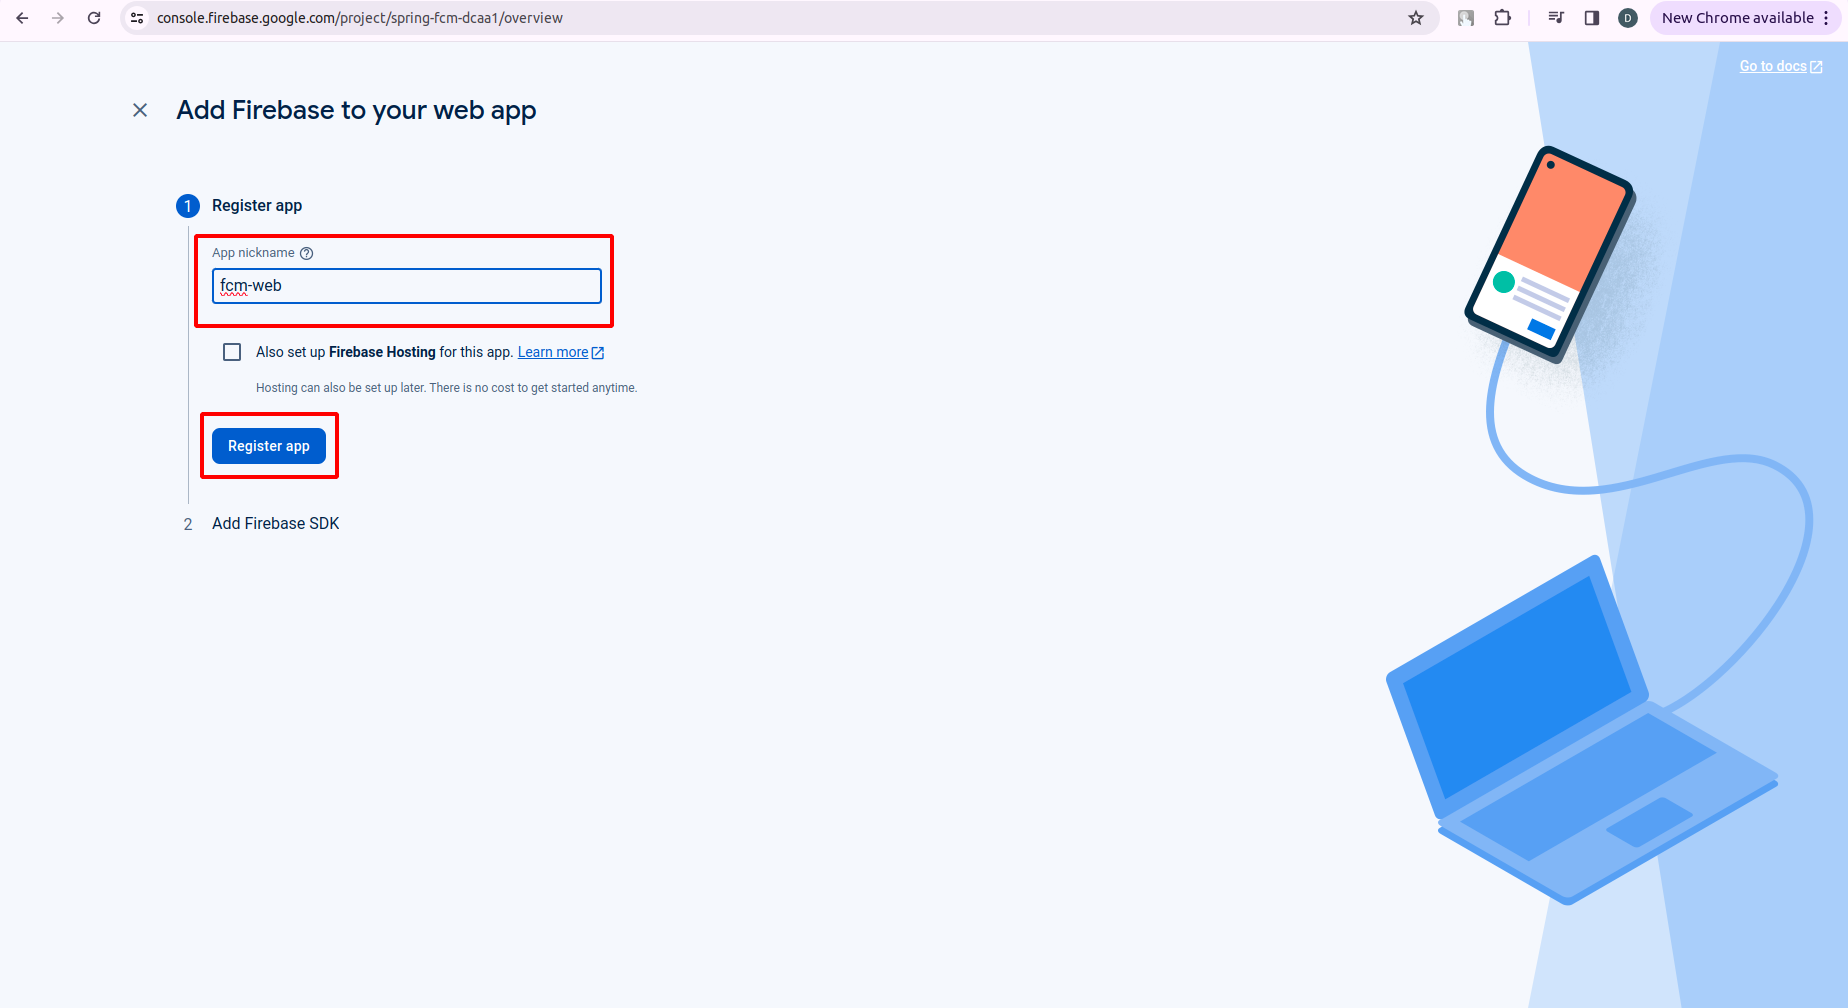 console.firebase.google.com/project/spring-fcm-dcaa1/overview
D
New Chrome available
Go to docs
Add Firebase to your web app
1 Register app
App nickname
fcm-web
Also set up Firebase Hosting for this app. Learn more
Hosting can also be set up later. There is no cost to get started anytime.
Register app
2 Add Firebase SDK